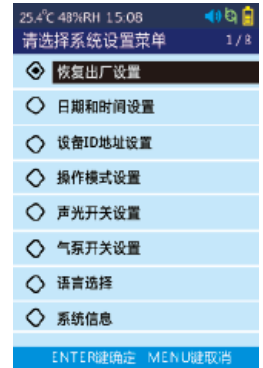 25.4℃ 48%RH 15:08
请选择系统设置菜单 1/8
恢复出厂设置
日期和时间设置
设备ID地址设置
操作模式设置
声光开关设置
气泵开关设置
语言选择
系统信息
ENTER键确定 MENU键取消